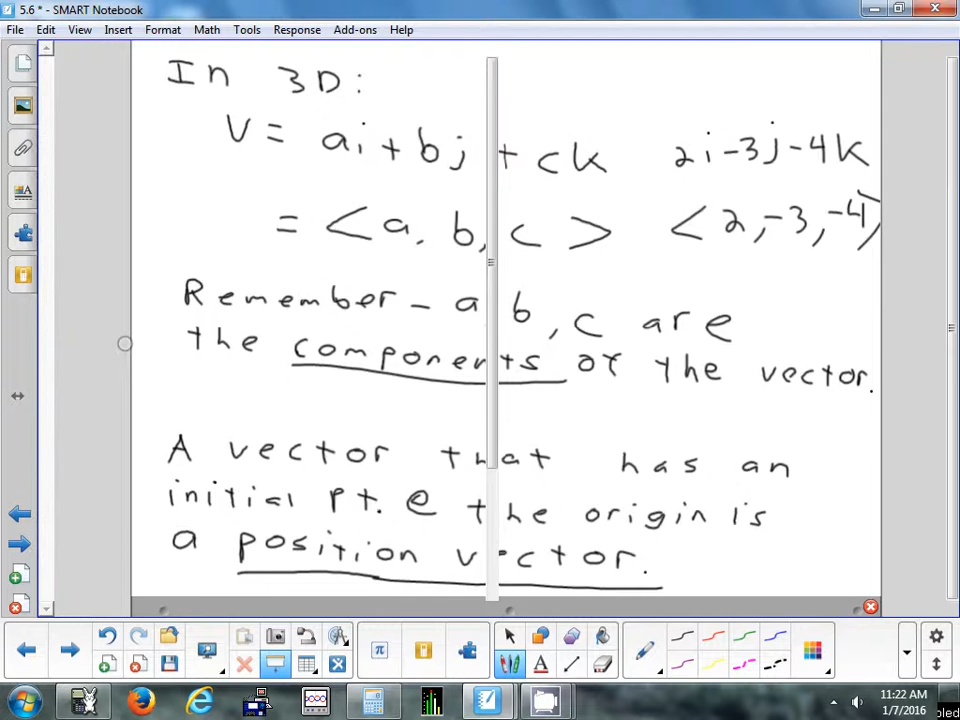 5.6 * - SMART Notebook
File Edit View Insert Format Math Tools Response Add-ons Help
In 3D:
V = ai + bj + ck 2i-3j-4k
= <a, b, c> <2,-3,-4>
Remember - a b, c are
the components of the vector.
A vector that has an
initial pt. @ the origin is
a position vector.
11:22 AM
1/7/2016